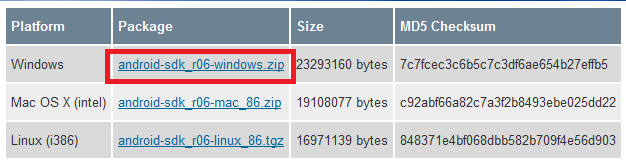 Platform Package Size MD5 Checksum
Windows android-sdk_r06-windows.zip 23293160 bytes 7c7fcec3c6b5c7c3df6ae654b27effb5
Mac OS X (intel) android-sdk_r06-mac_86.zip 19108077 bytes c92abf66a82c7a3f2b8493ebe025dd22
Linux (i386) android-sdk_r06-linux_86.tgz 16971139 bytes 848371e4bf068dbb582b709f4e56d903